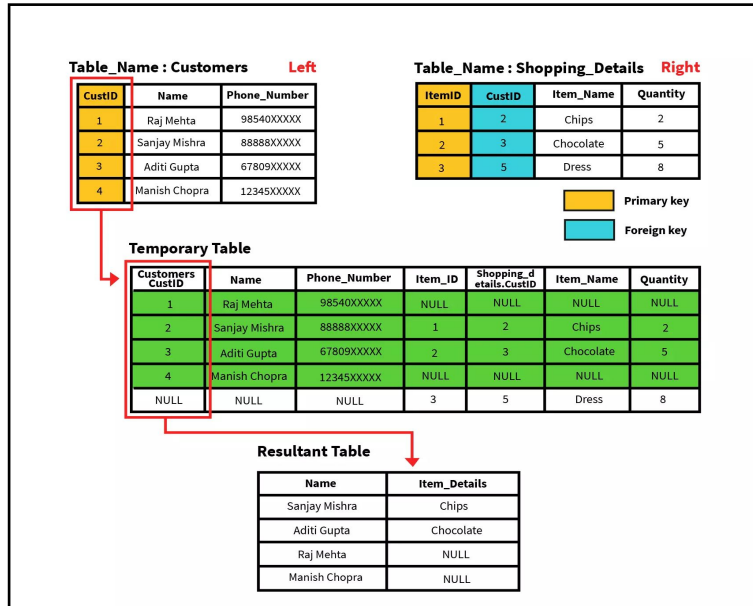 Table_Name : Customers Left
CustID Name Phone_Number
1 Raj Mehta 98540XXXXX
2 Sanjay Mishra 88888XXXXX
3 Aditi Gupta 67809XXXXX
4 Manish Chopra 12345XXXXX
Table_Name : Shopping_Details Right
ItemID CustID Item_Name Quantity
1 2 Chips 2
2 3 Chocolate 5
3 5 Dress 8
Primary key
Foreign key
Temporary Table
Customers
CustID Name Phone_Number Item_ID Shopping_d
etails.CustID Item_Name Quantity
1 Raj Mehta 98540XXXXX NULL NULL NULL NULL
2 Sanjay Mishra 88888XXXXX 1 2 Chips 2
3 Aditi Gupta 67809XXXXX 2 3 Chocolate 5
4 Manish Chopra 12345XXXXX NULL NULL NULL NULL
NULL NULL NULL 3 5 Dress 8
Resultant Table
Name Item_Details
Sanjay Mishra Chips
Aditi Gupta Chocolate
Raj Mehta NULL
Manish Chopra NULL